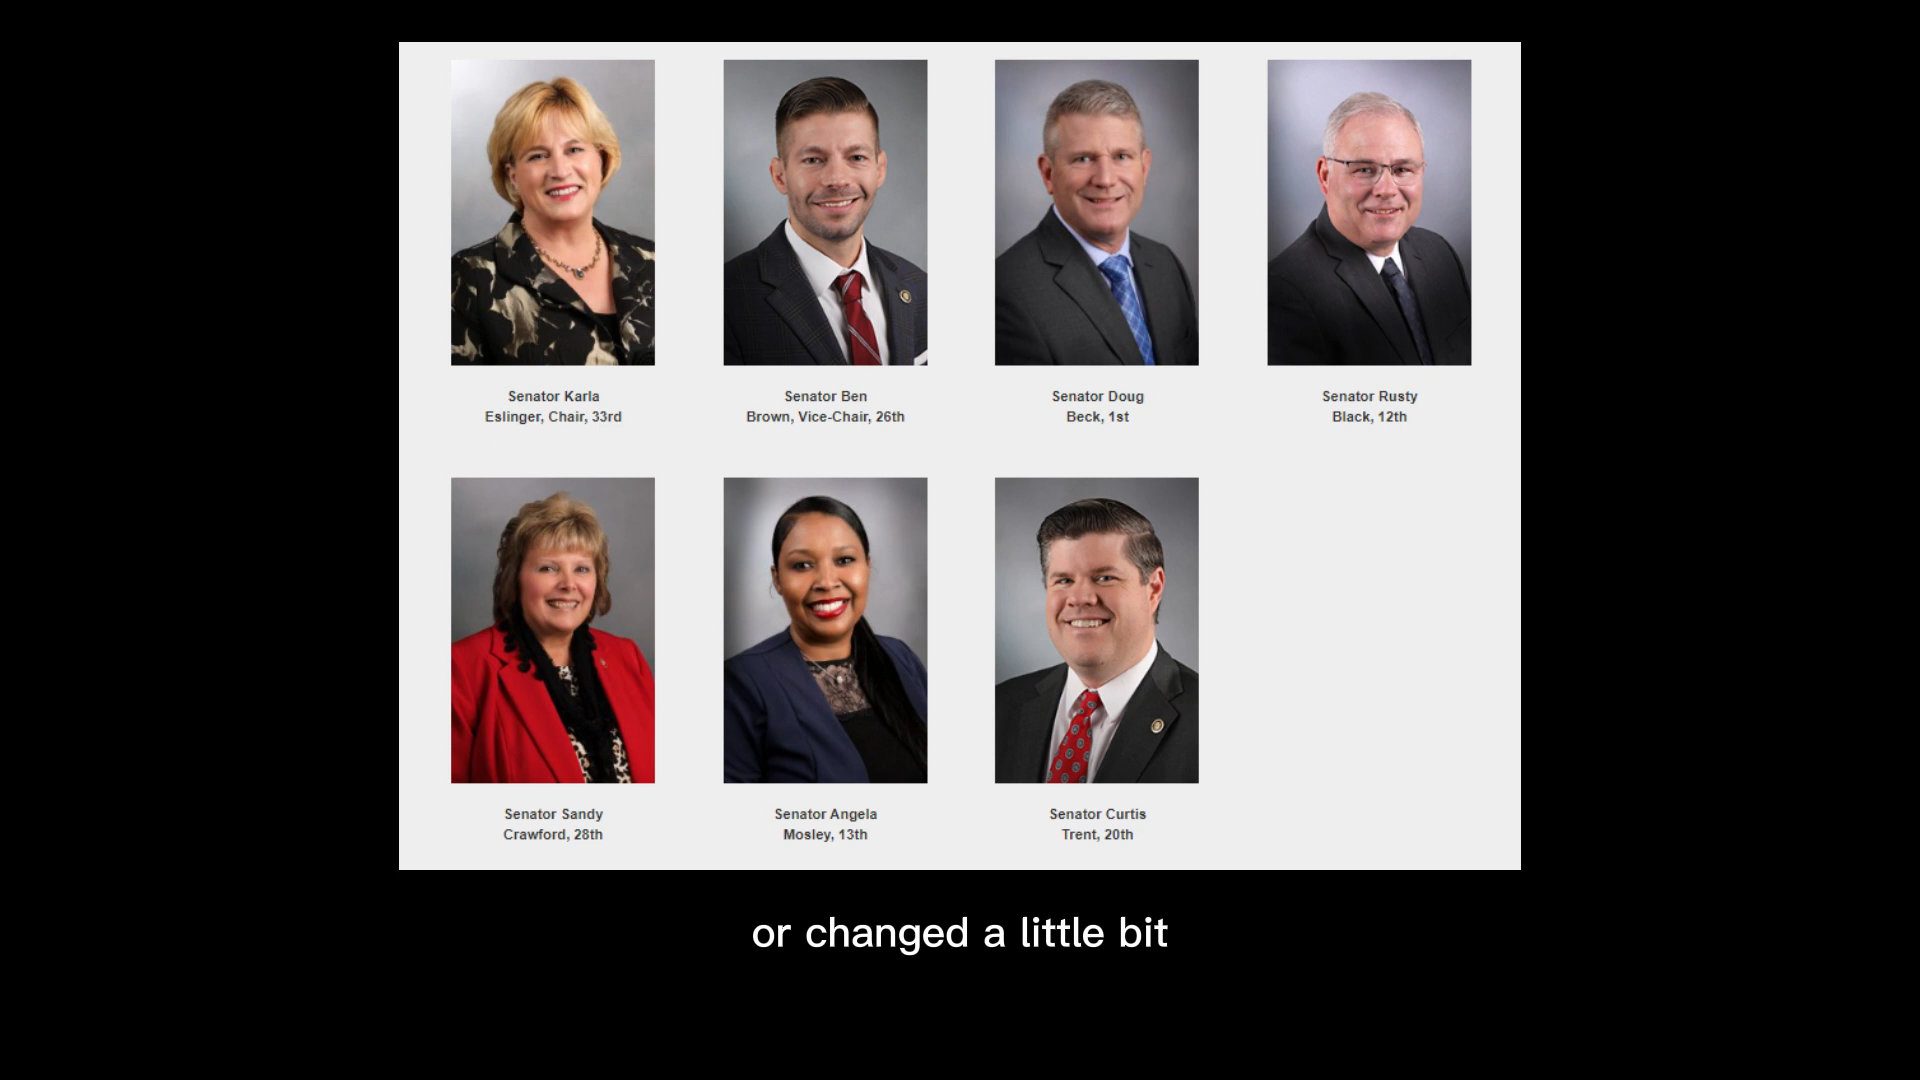 Senator Karla
Eslinger, Chair, 33rd
Senator Ben
Brown, Vice-Chair, 26th
Senator Doug
Beck, 1st
Senator Rusty
Black, 12th
Senator Sandy
Crawford, 28th
Senator Angela
Mosley, 13th
Senator Curtis
Trent, 20th
or changed a little bit